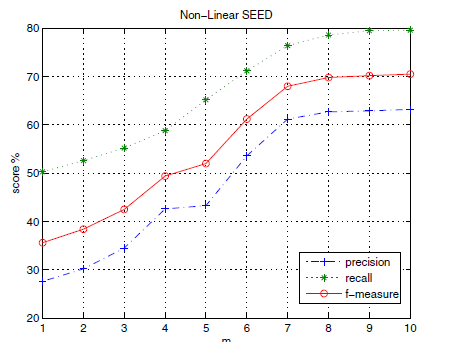 Non-Linear SEED
80
70
60
50
40
30
20
score %
1 2 3 4 5 6 7 8 9 10
m
precision
recall
f-measure